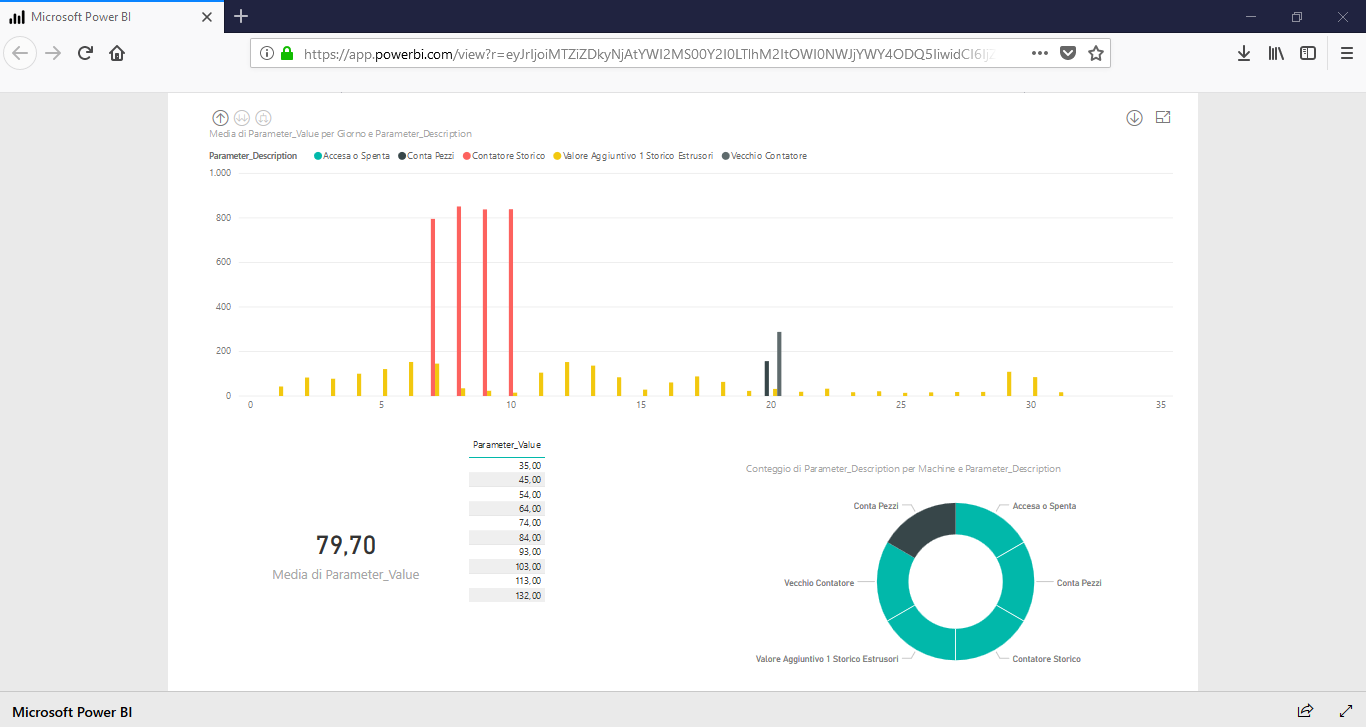 Microsoft Power BI
https://app.powerbi.com/view?r=
Media di Parameter_Value per Giorno e Parameter_Description
Parameter_Description Accesa o Spenta Conta Pezzi Contatore Storico Valore Aggiuntivo 1 Storico Estrusori Vecchio Contatore
1.000
800
600
400
200
0
0 5 10 15 20 25 30 35
Parameter_Value
35,00
45,00
54,00
64,00
74,00
84,00
93,00
103,00
113,00
132,00
79,70
Media di Parameter_Value
Conteggio di Parameter_Description per Machine e Parameter_Description
Conta Pezzi Accesa o Spenta
Vecchio Contatore Conta Pezzi
Valore Aggiuntivo 1 Storico Estrusori Contatore Storico
Microsoft Power BI